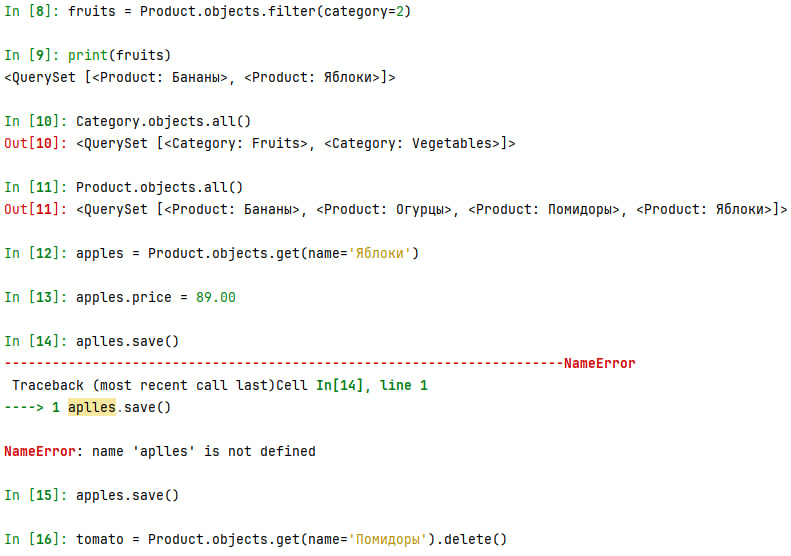 In [8]: fruits = Product.objects.filter(category=2)
In [9]: print(fruits)
<QuerySet [<Product: Бананы>, <Product: Яблоки>]>
In [10]: Category.objects.all()
Out[10]: <QuerySet [<Category: Fruits>, <Category: Vegetables>]>
In [11]: Product.objects.all()
Out[11]: <QuerySet [<Product: Бананы>, <Product: Огурцы>, <Product: Помидоры>, <Product: Яблоки>]>
In [12]: apples = Product.objects.get(name='Яблоки')
In [13]: apples.price = 89.00
In [14]: aplles.save()
----------------------------------------------------------------------NameError
 Traceback (most recent call last)Cell In[14], line 1
----> 1 aplles.save()
NameError: name 'aplles' is not defined
In [15]: apples.save()
In [16]: tomato = Product.objects.get(name='Помидоры').delete()